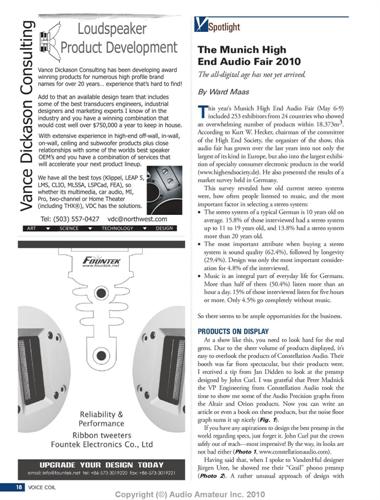 Vance Dickason Consulting
Loudspeaker
Product Development
Vance Dickason Consulting has been developing award
winning products for numerous high profile brand
names for over 20 years... experience that's hard to find!
Add to that an available design team that includes
some of the best transducers engineers, industrial
designers and marketing experts I know of in the
industry and you have a winning combination that
would cost well over $750,000 a year to keep in house.
With extensive experience in high end off-wall, in-wall,
on-wall, ceiling and subwoofer products plus close
relationships with some of the worlds best speaker
OEM's and you have a combination of services that
will accelerate your next product lineup.
We have all the best toys (Klippel, LEAP 5,
LMS, CLIO, MLSSA, LSPCad, FEA), so
whether its multimedia, car audio, MI,
Pro, two-channel or Home Theater
(including THX®), VDC has the solutions.
Tel: (503) 557-0427 vdc@northwest.com
ART ▼ SCIENCE ▼ TECHNOLOGY ▼ DESIGN
FOUNTEK
www.fountek.net
Reliability &
Performance
Ribbon tweeters
Fountek Electronics Co., Ltd
UPGRADE YOUR DESIGN TODAY
email: info@fountek.net tel: +86 573-3019220 fax: +86-573-3019221
18 VOICE COIL
Spotlight
The Munich High
End Audio Fair 2010
The all-digital age has not yet arrived.
By Ward Maas
This year's Munich High End Audio Fair (May 6-9)
included 253 exhibitors from 24 countries who showed
an overwhelming number of products within 18,373m².
According to Kurt W. Hecker, chairman of the committee
of the High End Society, the organizer of the show, this
audio fair has grown over the last years into not only the
largest of its kind in Europe, but also into the largest exhibi-
tion of specialty consumer electronic products in the world
(www.highendsociety.de). He also presented the results of a
market survey held in Germany.
This survey revealed how old current stereo systems
were, how often people listened to music, and the most
important factor in selecting a stereo system:
• The stereo system of a typical German is 10 years old on
average. 15.8% of those interviewed had a stereo system
up to 11 to 19 years old, and 13.8% had a stereo system
more than 20 years old.
• The most important attribute when buying a stereo
system is sound quality (62.4%), followed by longevity
(29.4%). Design was only the most important consider-
ation for 4.8% of the interviewed.
• Music is an integral part of everyday life for Germans.
More than half of them (50.4%) listen more than an
hour a day. 15% of those interviewed listen for five hours
or more. Only 4.5% go completely without music.
So there seems to be ample opportunities for the business.
PRODUCTS ON DISPLAY
At a show like this, you need to look hard for the real
gems. Due to the sheer volume of products displayed, it's
easy to overlook the products of Constellation Audio. Their
booth was far from spectacular, but their products were.
I received a tip from Jan Didden to look at the preamp
designed by John Curl. I was grateful that Peter Madnick
the VP Engineering from Constellation Audio took the
time to show me some of the Audio Precision graphs from
the Altair and Orion products. Now you can write an
article or even a book on these products, but the noise floor
graph sums it up nicely (Fig. 1).
If you have any aspirations to design the best preamp in the
world regarding specs, just forget it. John Curl put the crown
safely out of reach—most impressive! By the way, in looks are
not bad either (Photo 1, www.constellationaudio.com).
Having said that, when I spoke to VandenHul designer
Jürgen Utte, he showed me their "Grail" phono preamp
(Photo 2). A rather unusual approach of design with
Copyright (©) Audio Amateur Inc. 2010